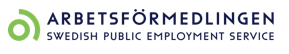 ARBETSFÖRMEDLINGEN
SWEDISH PUBLIC EMPLOYMENT SERVICE